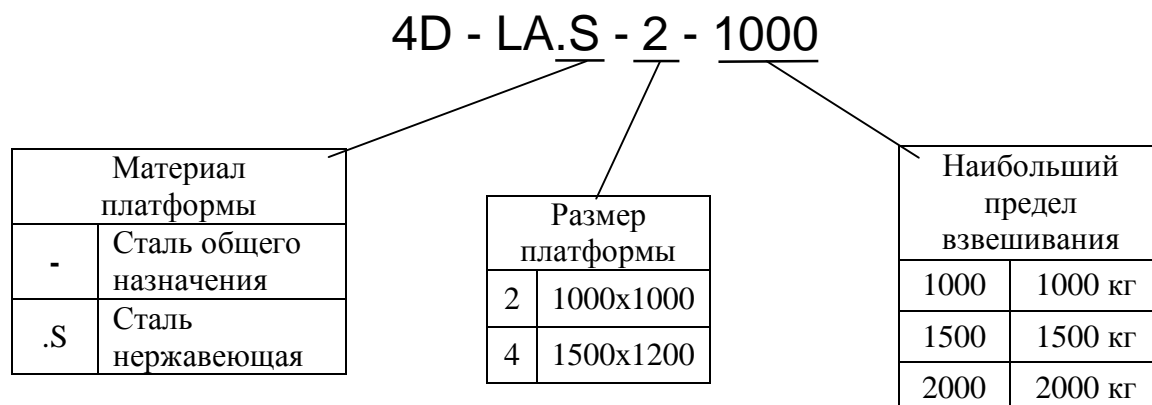 4D - LA.S - 2 - 1000
Материал
платформы
- Сталь общего
назначения
.S Сталь
нержавеющая
Размер
платформы
2 1000x1000
4 1500x1200
Наибольший
предел
взвешивания
1000 1000 кг
1500 1500 кг
2000 2000 кг